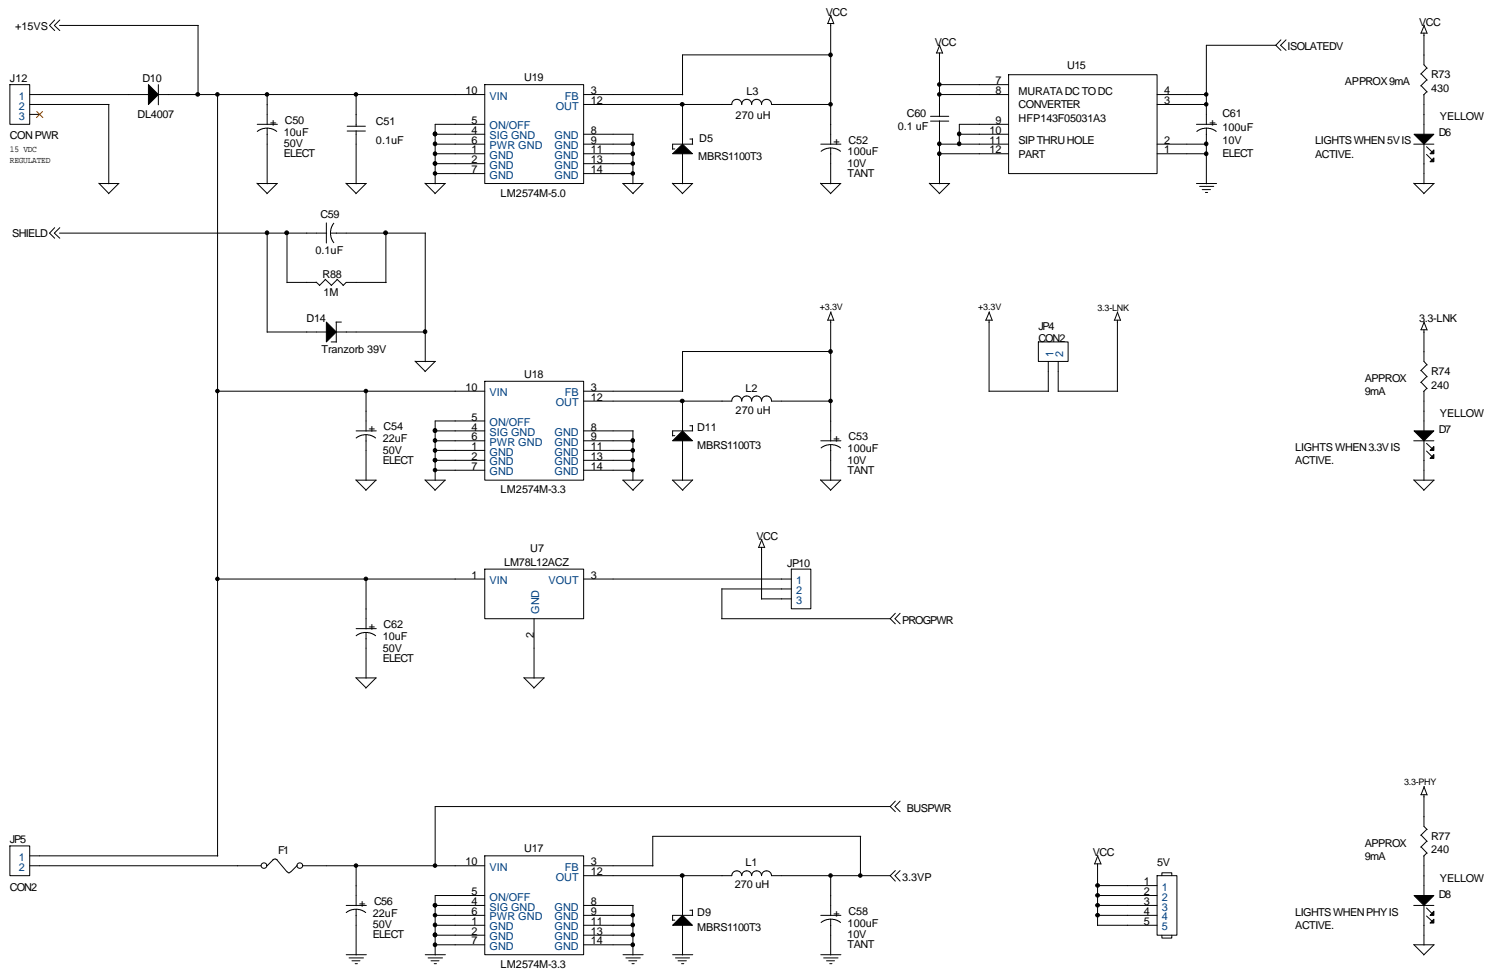 +15VS
J12
1
2
3
CON PWR
15 VDC
REGULATED
D10
DL4007
C50
10uF
50V
ELECT
C51
0.1uF
U19
10 VIN
FB 3
OUT 12
5 ON/OFF
4 SIG GND
6 PWR GND
1 GND
2 GND
7 GND
GND 8
GND 9
GND 11
GND 13
GND 14
LM2574M-5.0
VCC
L3
270 uH
D5
MBRS1100T3
C52
100uF
10V
TANT
VCC
C60
0.1 uF
U15
7
8
9
10
11
12
MURATA DC TO DC
CONVERTER
HFP143F05031A3
SIP THRU HOLE
PART
4
3
2
1
ISOLATEDV
C61
100uF
10V
ELECT
VCC
APPROX 9mA
R73
430
YELLOW
D6
LIGHTS WHEN 5V IS
ACTIVE.
SHIELD
C59
0.1uF
R88
1M
D14
Tranzorb 39V
C54
22uF
50V
ELECT
U18
10 VIN
FB 3
OUT 12
5 ON/OFF
4 SIG GND
6 PWR GND
1 GND
2 GND
7 GND
GND 8
GND 9
GND 11
GND 13
GND 14
LM2574M-3.3
+3.3V
L2
270 uH
D11
MBRS1100T3
C53
100uF
10V
TANT
+3.3V
JP4
CON2
1 2
3.3-LNK
3.3-LNK
APPROX
9mA
R74
240
YELLOW
D7
LIGHTS WHEN 3.3V IS
ACTIVE.
C62
10uF
50V
ELECT
U7
LM78L12ACZ
1 VIN
VOUT 3
GND
2
VCC
JP10
1
2
3
PROGPWR
JP5
1
2
CON2
F1
C56
22uF
50V
ELECT
BUSPWR
U17
10 VIN
FB 3
OUT 12
5 ON/OFF
4 SIG GND
6 PWR GND
1 GND
2 GND
7 GND
GND 8
GND 9
GND 11
GND 13
GND 14
LM2574M-3.3
L1
270 uH
D9
MBRS1100T3
3.3VP
C58
100uF
10V
TANT
VCC
5V
1 1
2 2
3 3
4 4
5 5
3.3-PHY
APPROX
9mA
R77
240
YELLOW
D8
LIGHTS WHEN PHY IS
ACTIVE.